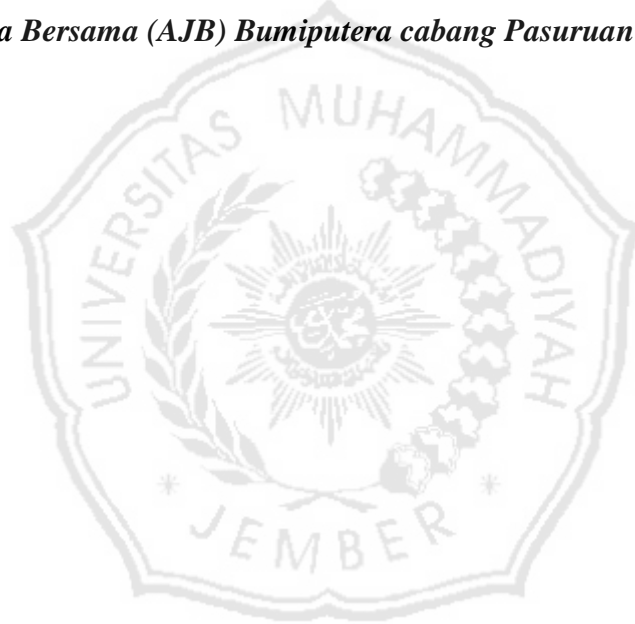 a Bersama (AJB) Bumiputera cabang Pasuruan
UNIVERSITAS MUHAMMADIYAH
* JEMBER *